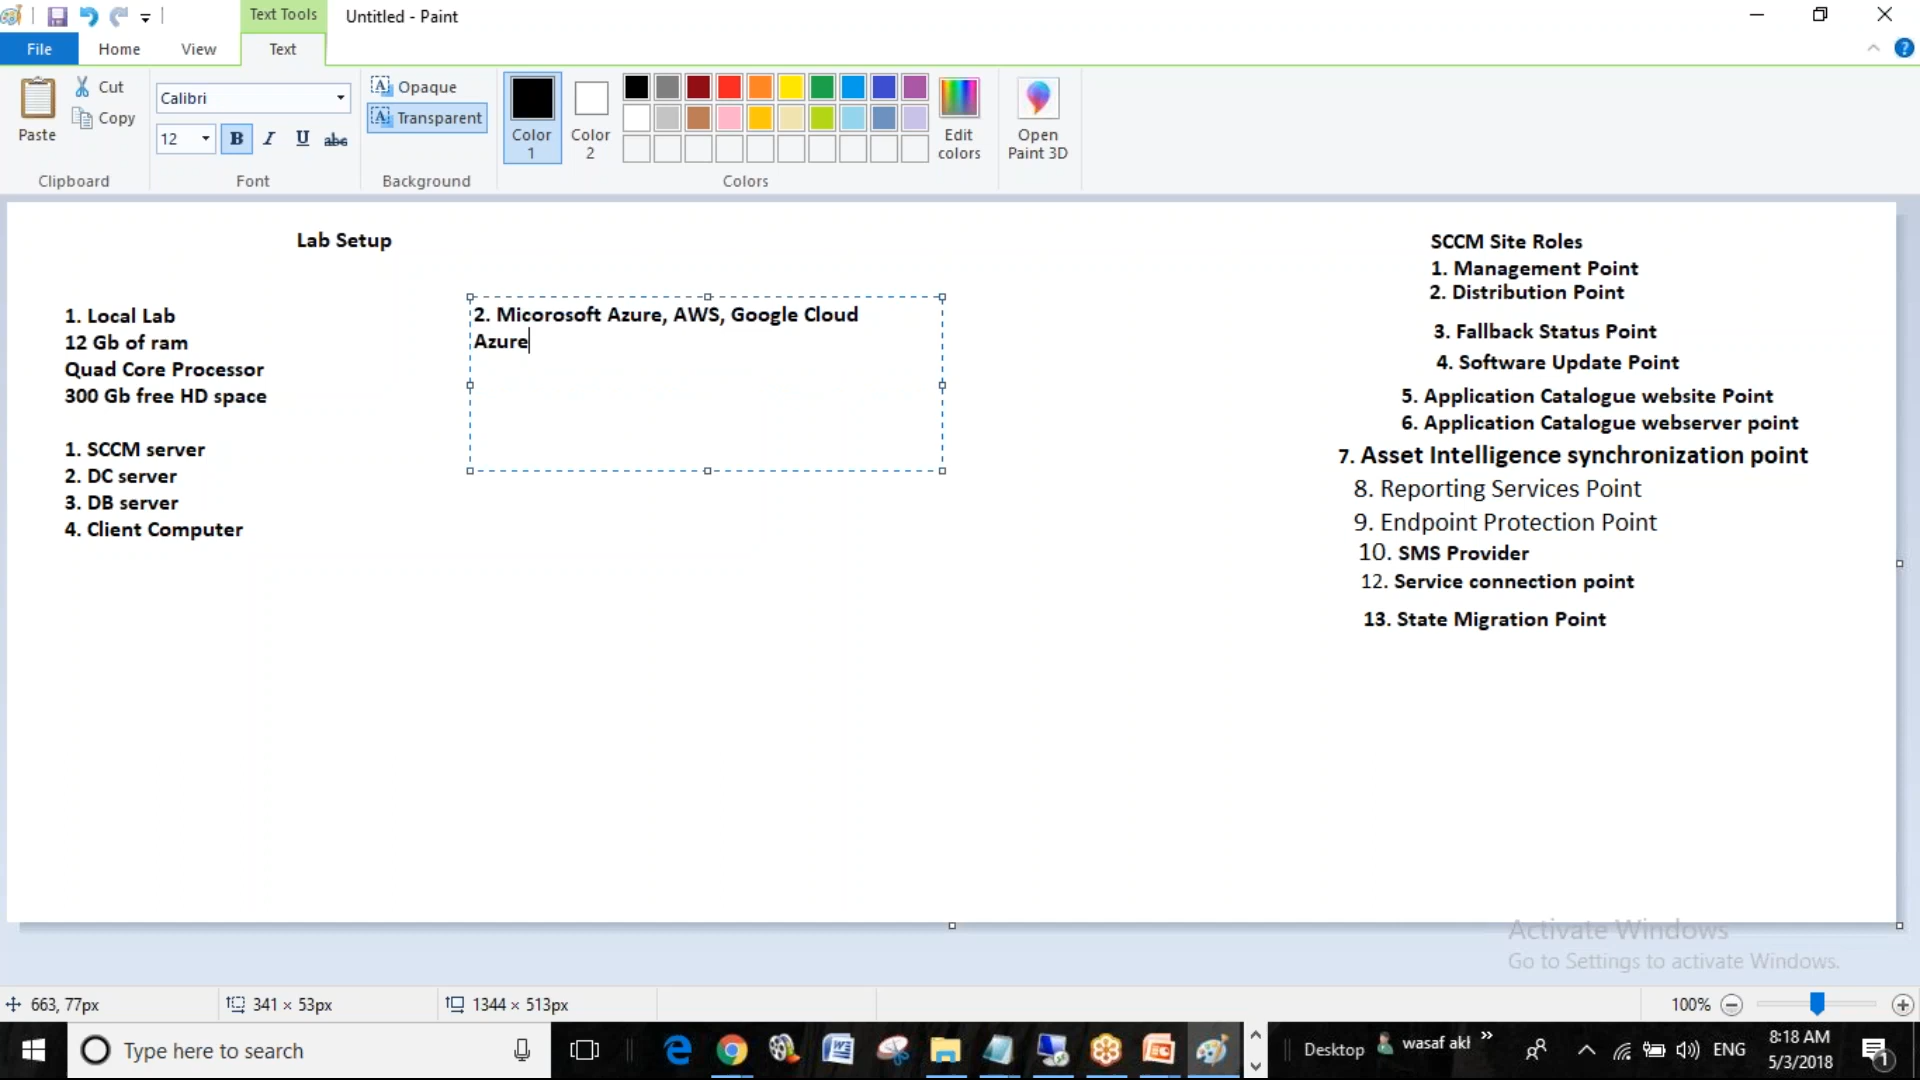 Text Tools
Untitled - Paint
File
Home
View
Text
Paste
Cut
Copy
Clipboard
Calibri
12
B I U abc
Font
Opaque
Transparent
Background
Color 1
Color 2
Colors
Edit colors
Open Paint 3D
Lab Setup
1. Local Lab
12 Gb of ram
Quad Core Processor
300 Gb free HD space
1. SCCM server
2. DC server
3. DB server
4. Client Computer
2. Micorosoft Azure, AWS, Google Cloud
Azure
SCCM Site Roles
1. Management Point
2. Distribution Point
3. Fallback Status Point
4. Software Update Point
5. Application Catalogue website Point
6. Application Catalogue webserver point
7. Asset Intelligence synchronization point
8. Reporting Services Point
9. Endpoint Protection Point
10. SMS Provider
12. Service connection point
13. State Migration Point
Activate Windows
Go to Settings to activate Windows.
663, 77px
341 × 53px
1344 × 513px
100%
Type here to search
Desktop
wasaf akl
ENG
8:18 AM
5/3/2018
1